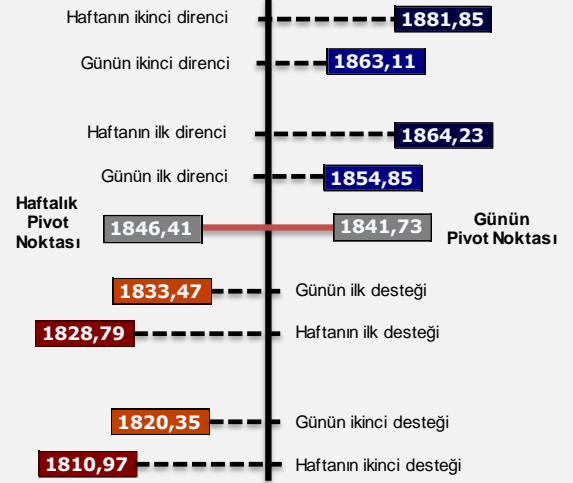 Haftanın ikinci direnci
1881,85
Günün ikinci direnci
1863,11
Haftanın ilk direnci
1864,23
Günün ilk direnci
1854,85
Haftalık
Pivot
Noktası
1846,41
1841,73
Günün
Pivot Noktası
1833,47
Günün ilk desteği
1828,79
Haftanın ilk desteği
1820,35
Günün ikinci desteği
1810,97
Haftanın ikinci desteği